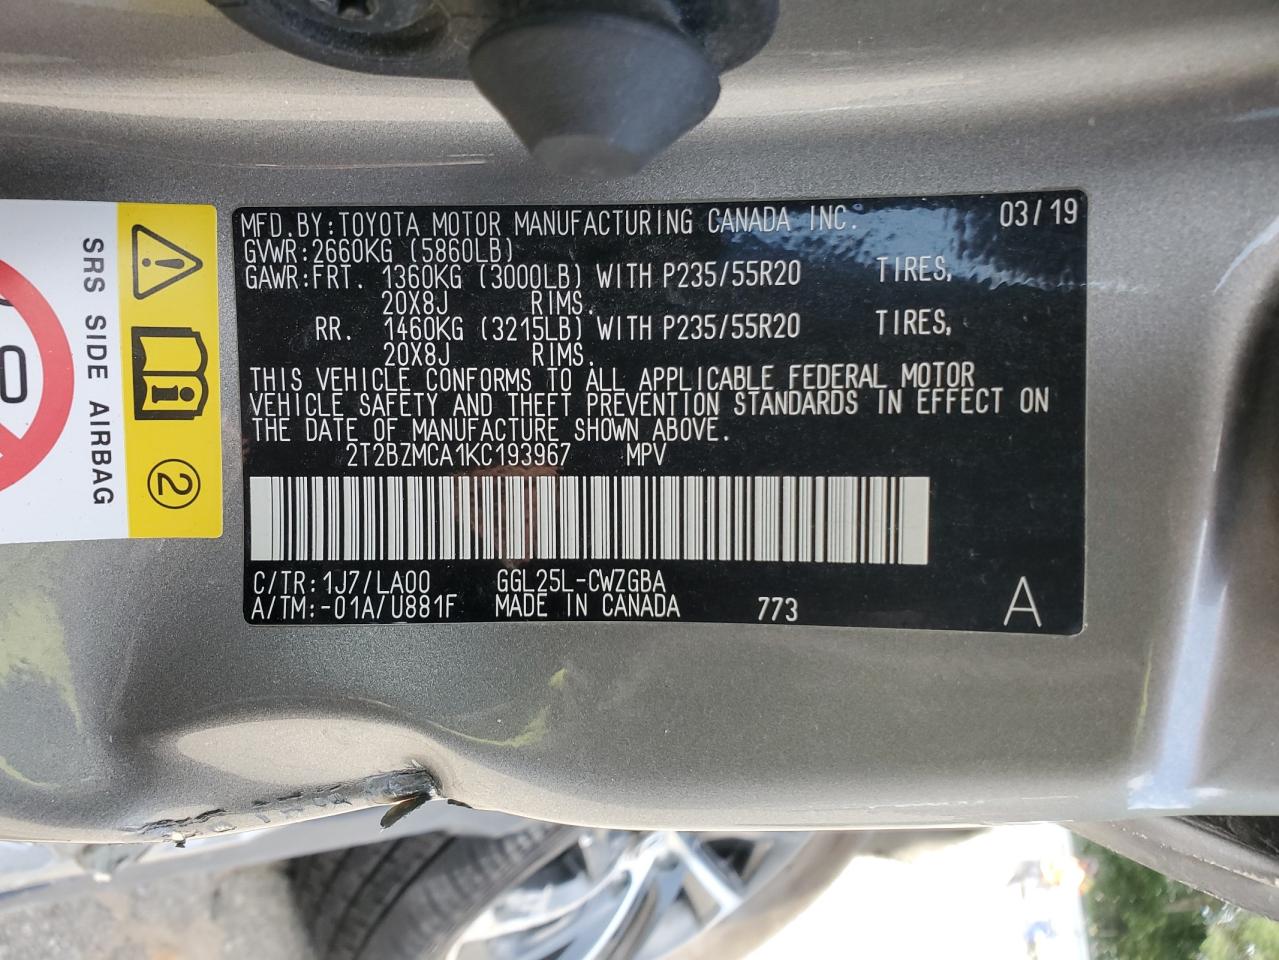 MFD.BY:TOYOTA MOTOR MANUFACTURING CANADA INC. 03/19
GVWR:2660KG (5860LB)
GAWR:FRT. 1360KG (3000LB) WITH P235/55R20 TIRES,
20X8J RIMS.
RR. 1460KG (3215LB) WITH P235/55R20 TIRES,
20X8J RIMS.
THIS VEHICLE CONFORMS TO ALL APPLICABLE FEDERAL MOTOR
VEHICLE SAFETY AND THEFT PREVENTION STANDARDS IN EFFECT ON
THE DATE OF MANUFACTURE SHOWN ABOVE.
2T2BZMCA1KC193967 MPV
C/TR:1J7/LA00 GGL25L-CWZGBA
A/TM:-01A/U881F MADE IN CANADA 773 A
SRS SIDE AIRBAG
2